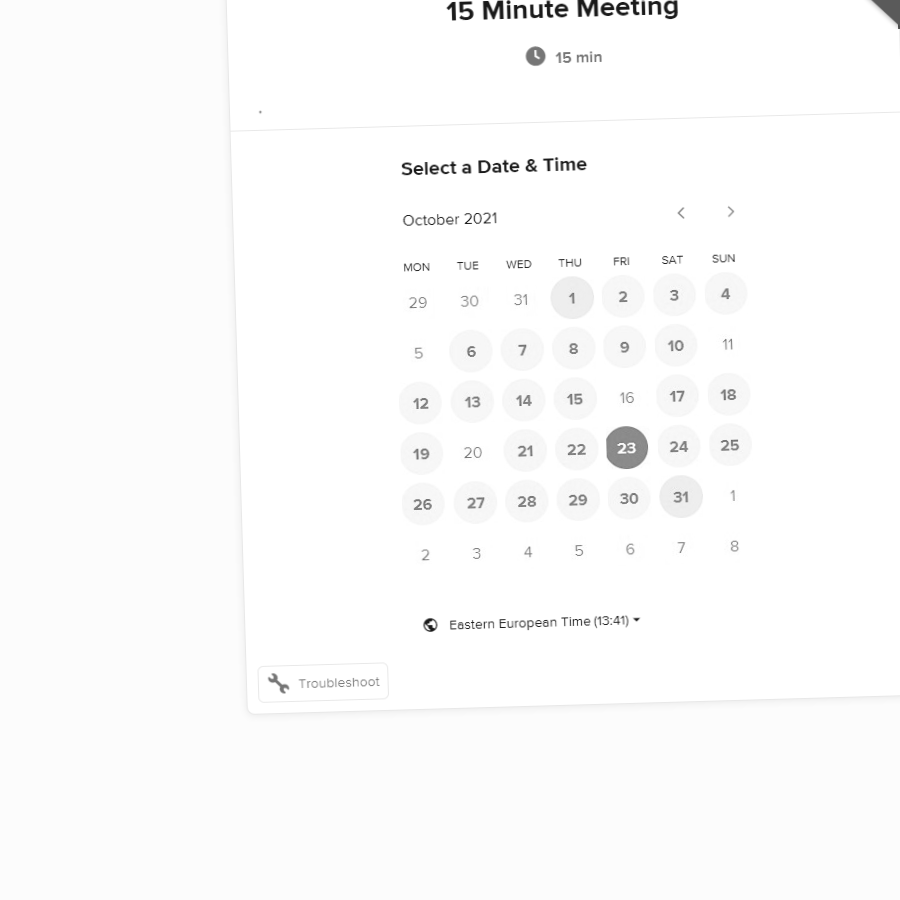 15 Minute Meeting
15 min
Select a Date & Time
October 2021
MON TUE WED THU FRI SAT SUN
29 30 31 1 2 3 4
5 6 7 8 9 10 11
12 13 14 15 16 17 18
19 20 21 22 23 24 25
26 27 28 29 30 31 1
2 3 4 5 6 7 8
Eastern European Time (13:41)
Troubleshoot